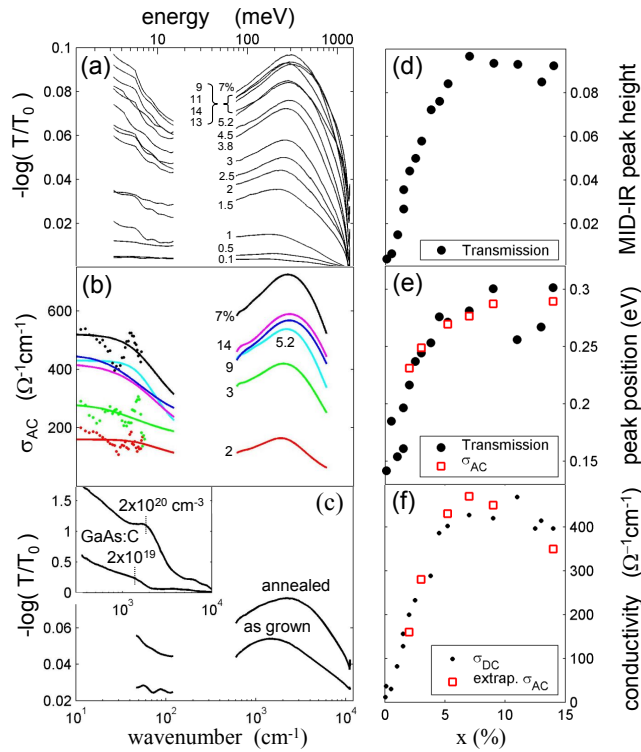 energy (meV)
5 10 100 1000
(a)
0.1
0.08
0.06
0.04
0.02
-log( T/T0 )
9 7%
11
14
13 5.2
4.5
3.8
3
2.5
2
1.5
1
0.5
0.1
(d)
0.08
0.06
0.04
0.02
MID-IR peak height
Transmission
(b)
600
400
200
σAC (Ω-1cm-1)
7%
14 5.2
9
3
2
(e)
0.3
0.25
0.2
0.15
peak position (eV)
Transmission
σAC
(c)
1.5
1
0.5
0
2x10²⁰ cm-3
GaAs:C
2x10¹⁹
10³ 10⁴
-log( T/T0 )
0.06
0.04
0.02
annealed
as grown
10¹ 10² 10³ 10⁴
wavenumber (cm-1)
(f)
400
300
200
100
0
conductivity (Ω-1cm-1)
σDC
extrap. σAC
0 5 10 15
x (%)